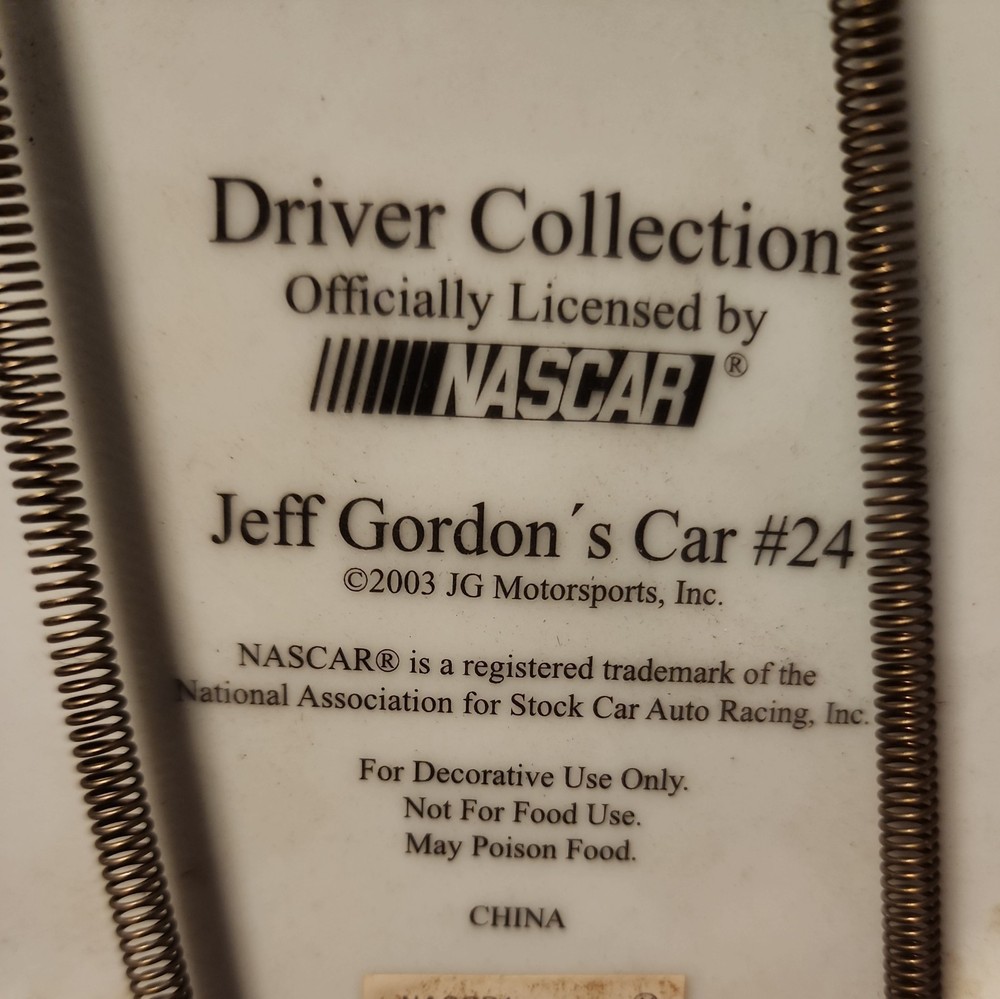 Driver Collection
Officially Licensed by
NASCAR®
Jeff Gordon´s Car #24
©2003 JG Motorsports, Inc.
NASCAR® is a registered trademark of the
National Association for Stock Car Auto Racing, Inc.
For Decorative Use Only.
Not For Food Use.
May Poison Food.
CHINA